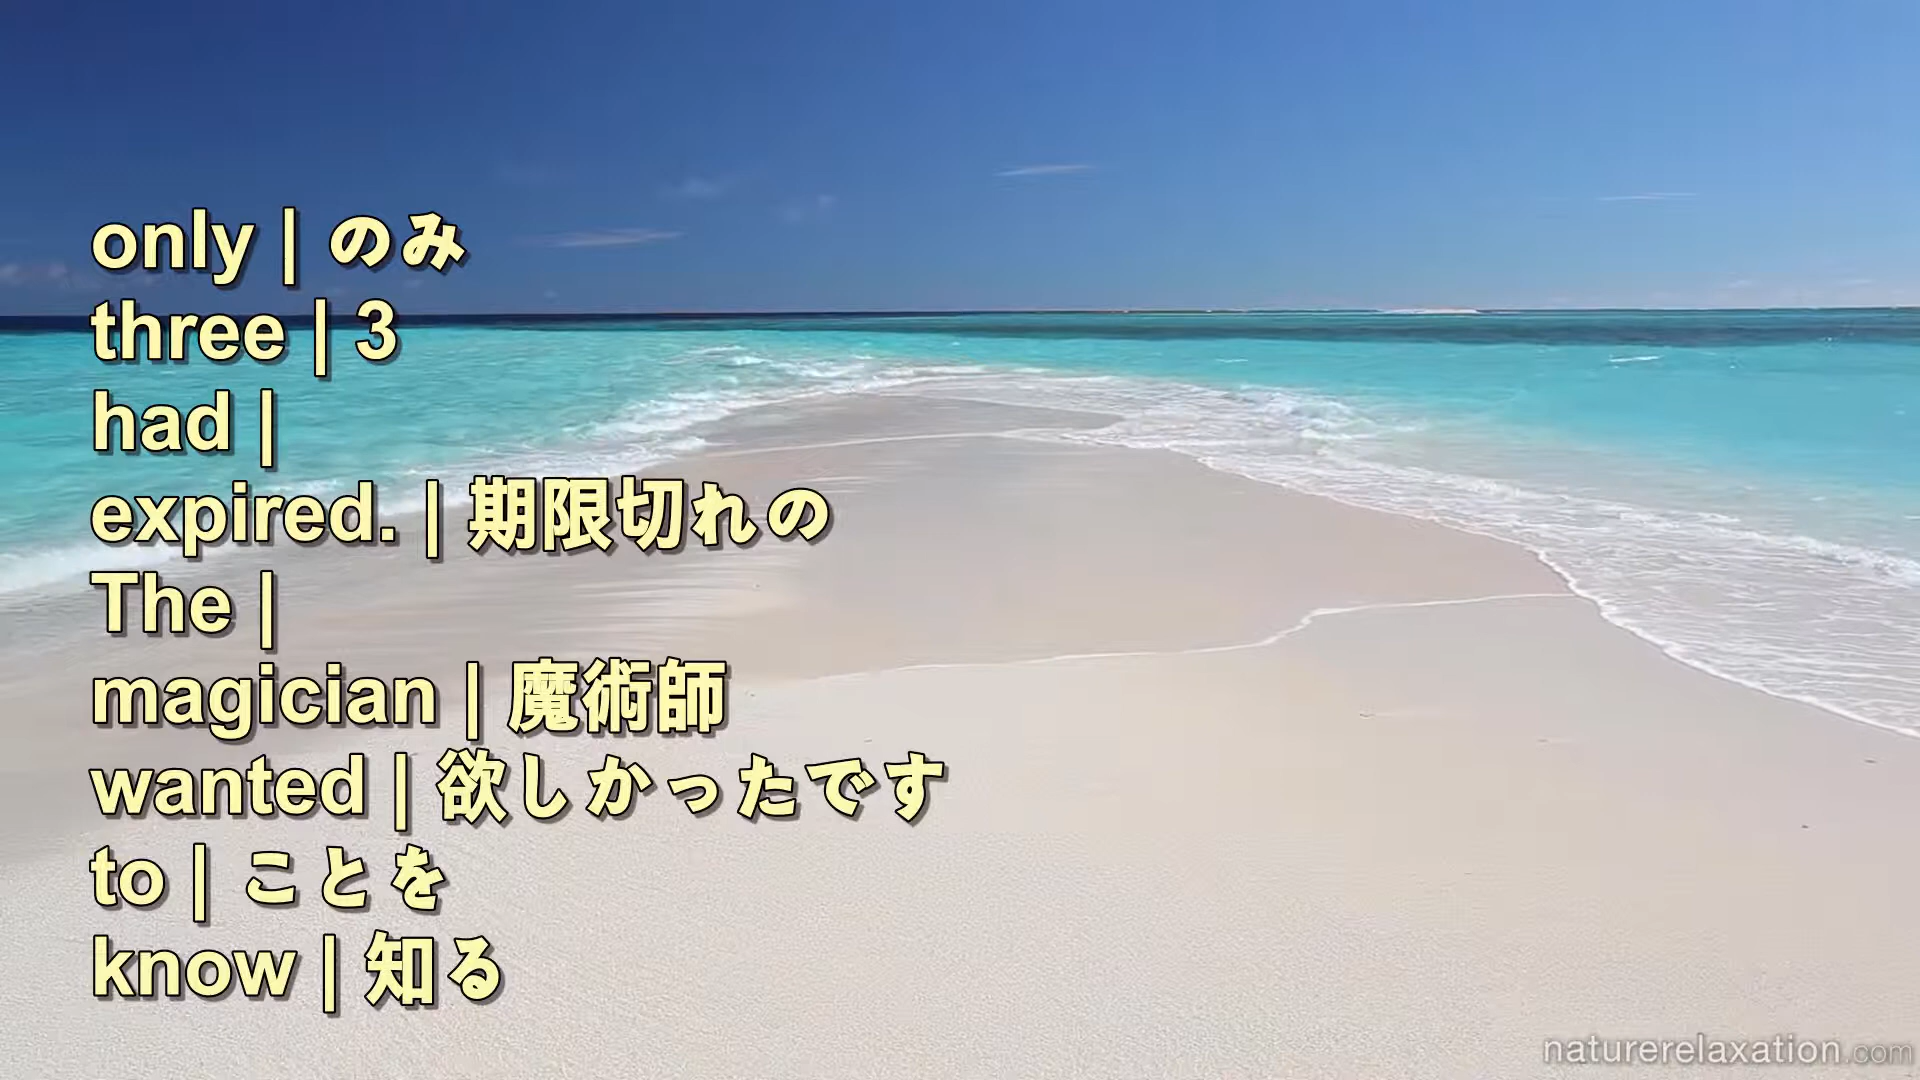 only | のみ
three | 3
had |
expired. | 期限切れの
The |
magician | 魔術師
wanted | 欲しかったです
to | ことを
know | 知る
naturerelaxation.com